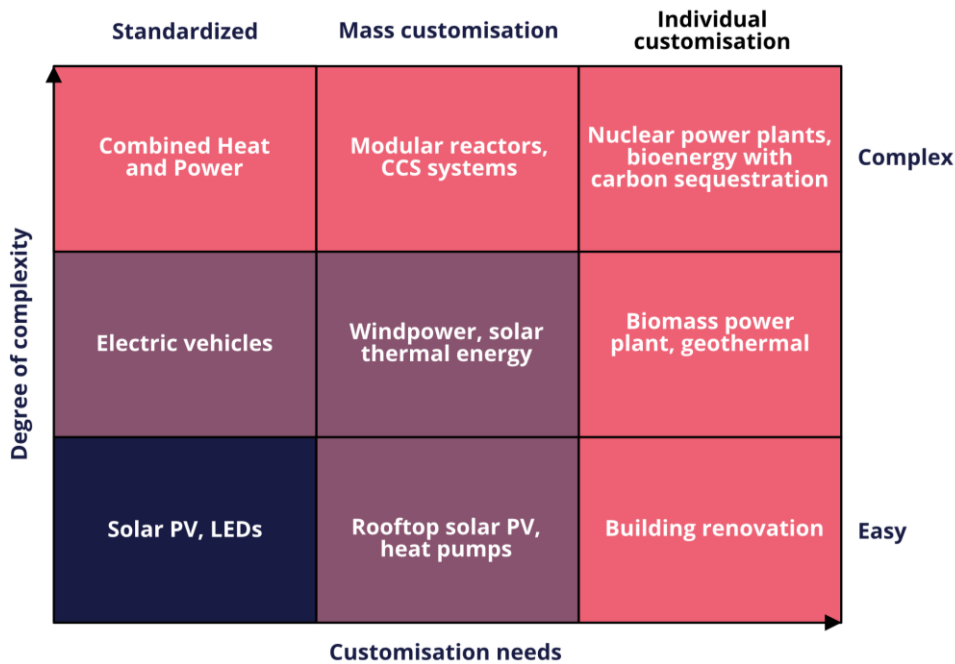 Standardized
Mass customisation
Individual
customisation
Combined Heat
and Power
Modular reactors,
CCS systems
Nuclear power plants,
bioenergy with
carbon sequestration
Complex
Degree of complexity
Electric vehicles
Windpower, solar
thermal energy
Biomass power
plant, geothermal
Solar PV, LEDs
Rooftop solar PV,
heat pumps
Building renovation
Easy
Customisation needs